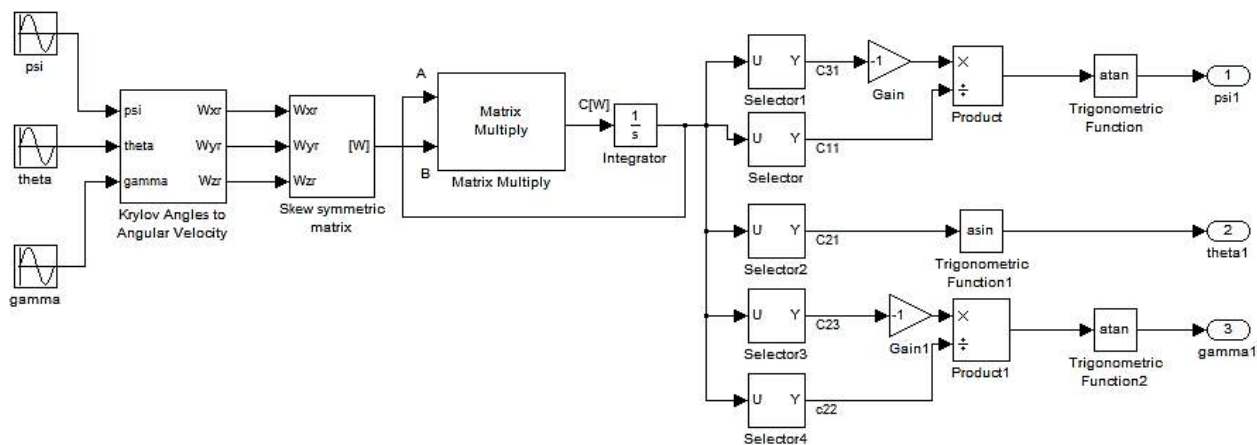 psi
theta
gamma
psi
theta
gamma
Wxr
Wyr
Wzr
Krylov Angles to
Angular Velocity
Wxr
Wyr
Wzr
[W]
Skew symmetric
matrix
A
B
Matrix
Multiply
Matrix Multiply
C[W]
1
s
Integrator
U Y
Selector1
C31
-1
Gain
×
÷
Product
atan
Trigonometric
Function
1
psi1
U Y
Selector
C11
U Y
Selector2
C21
asin
Trigonometric
Function1
2
theta1
U Y
Selector3
C23
-1
Gain1
×
÷
Product1
atan
Trigonometric
Function2
3
gamma1
U Y
Selector4
c22